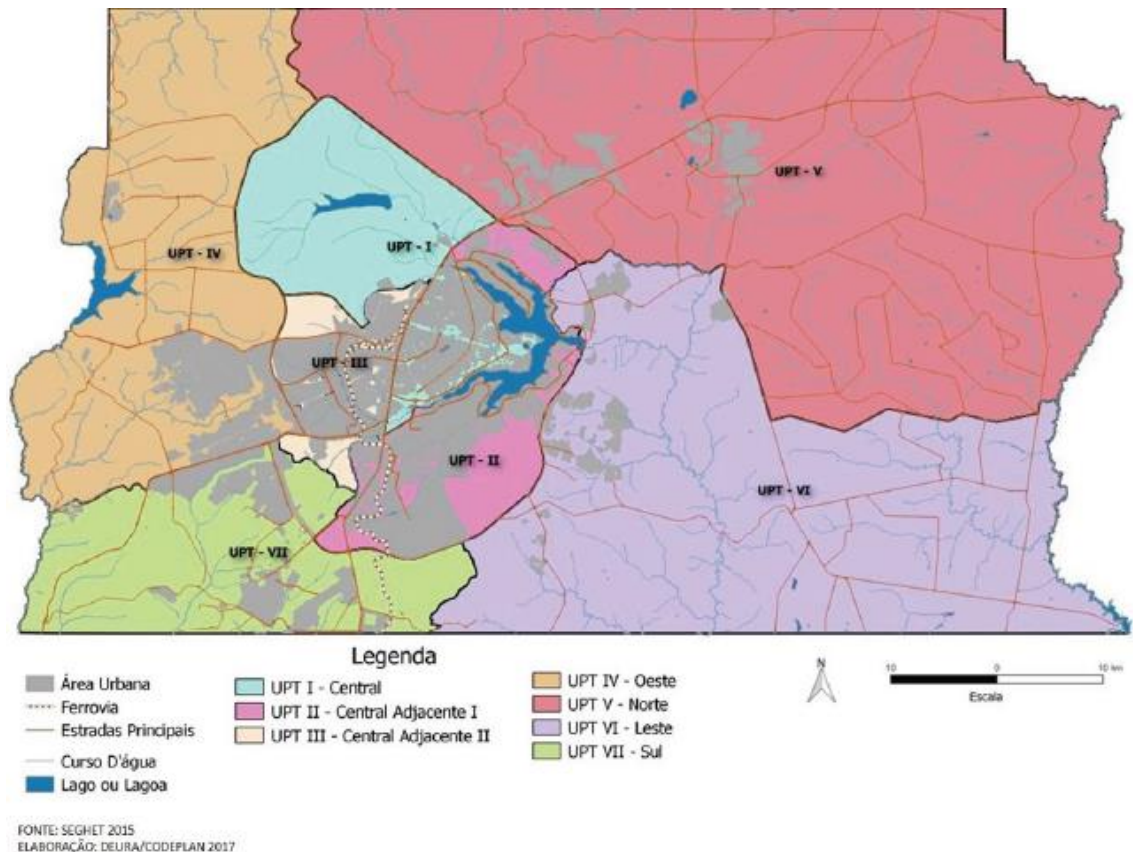 UPT - V
UPT - I
UPT - IV
UPT - III
UPT - II
UPT - VI
UPT - VII
Legenda
Área Urbana
Ferrovia
Estradas Principais
Curso D'água
Lago ou Lagoa
UPT I - Central
UPT II - Central Adjacente I
UPT III - Central Adjacente II
UPT IV - Oeste
UPT V - Norte
UPT VI - Leste
UPT VII - Sul
N
10 0 10 km
Escala
FONTE: SEGHET 2015
ELABORAÇÃO: DEURA/CODEPLAN 2017